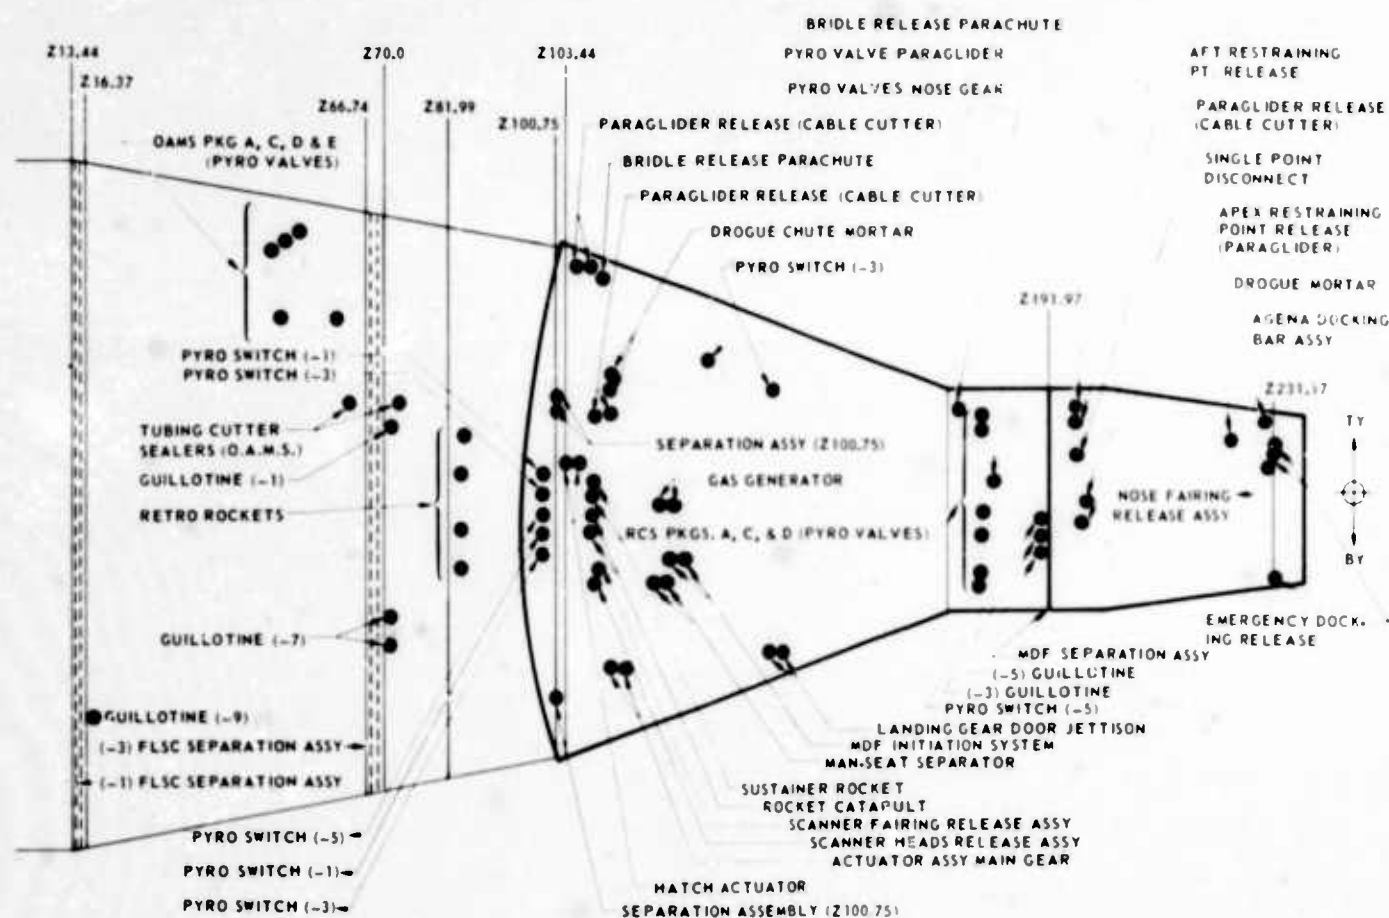 BRIDLE RELEASE PARACHUTE
Z13.44
Z70.0
Z103.44
PYRO VALVE PARAGLIDER
AFT RESTRAINING
PT. RELEASE
Z16.37
Z66.74
Z81.99
Z100.75
PYRO VALVES NOSE GEAR
PARAGLIDER RELEASE
(CABLE CUTTER)
PARAGLIDER RELEASE (CABLE CUTTER)
OAMS PKG A, C, D & E
(PYRO VALVES)
BRIDLE RELEASE PARACHUTE
SINGLE POINT
DISCONNECT
PARAGLIDER RELEASE (CABLE CUTTER)
APEX RESTRAINING
POINT RELEASE
(PARAGLIDER)
DROGUE CHUTE MORTAR
PYRO SWITCH (-3)
DROGUE MORTAR
Z191.97
AGENA DOCKING
BAR ASSY
PYRO SWITCH (-1)
PYRO SWITCH (-3)
Z231.17
TY
TUBING CUTTER
SEALERS (O.A.M.S.)
SEPARATION ASSY (Z100.75)
GUILLOTINE (-1)
GAS GENERATOR
NOSE FAIRING
RELEASE ASSY
RETRO ROCKETS
RCS PKGS. A, C, & D (PYRO VALVES)
BY
EMERGENCY DOCK-
ING RELEASE
GUILLOTINE (-7)
MDF SEPARATION ASSY
(-5) GUILLOTINE
(-3) GUILLOTINE
PYRO SWITCH (-5)
GUILLOTINE (-9)
LANDING GEAR DOOR JETTISON
(-3) FLSC SEPARATION ASSY
MDF INITIATION SYSTEM
MAN-SEAT SEPARATOR
(-1) FLSC SEPARATION ASSY
SUSTAINER ROCKET
ROCKET CATAPULT
SCANNER FAIRING RELEASE ASSY
PYRO SWITCH (-5)
SCANNER HEADS RELEASE ASSY
ACTUATOR ASSY MAIN GEAR
PYRO SWITCH (-1)
HATCH ACTUATOR
PYRO SWITCH (-3)
SEPARATION ASSEMBLY (Z100.75)